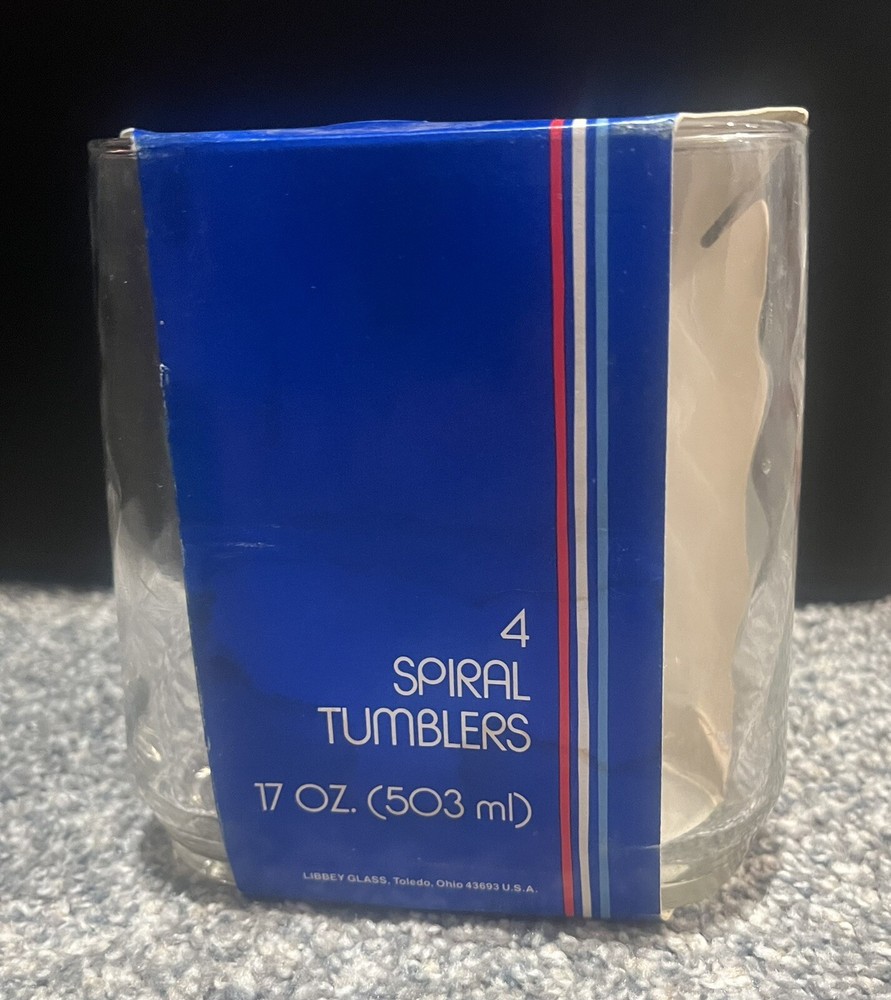 4
SPIRAL
TUMBLERS
17 OZ. (503 ml)
LIBBEY GLASS, Toledo, Ohio 43693 U.S.A.